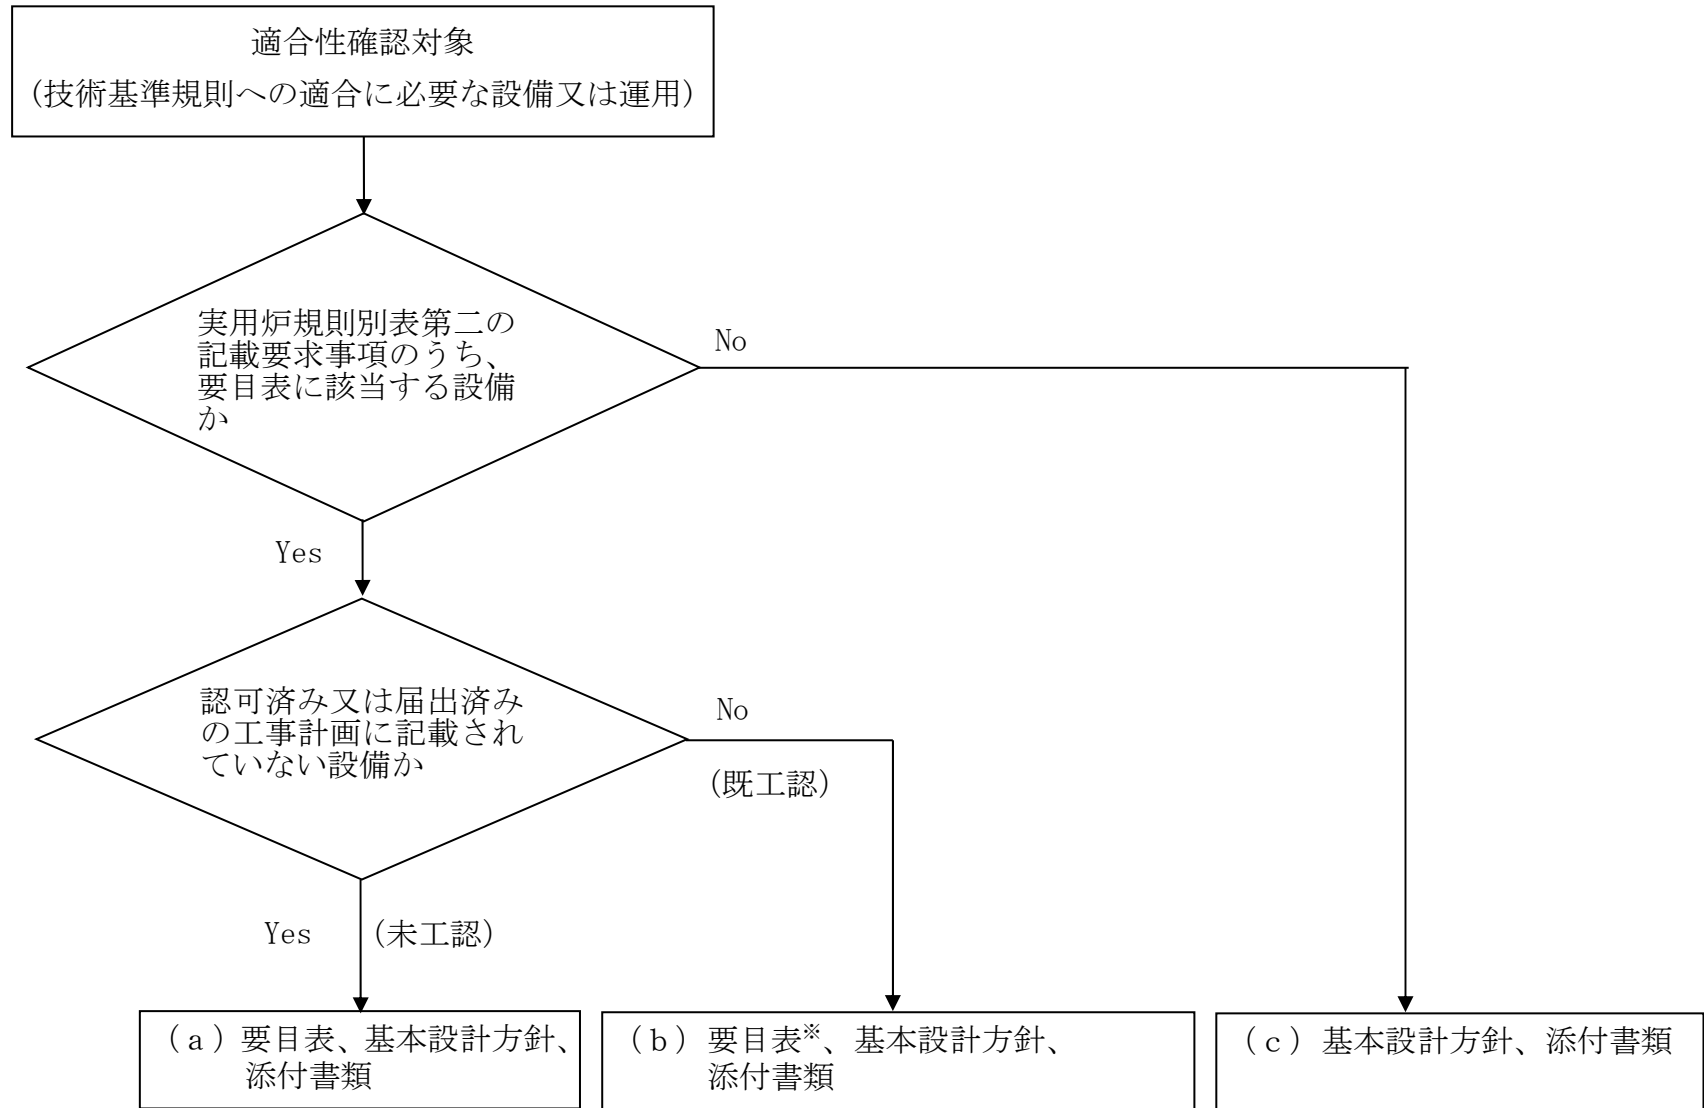 適合性確認対象
(技術基準規則への適合に必要な設備又は運用)
実用炉規則別表第二の
記載要求事項のうち、
要目表に該当する設備
か
No
Yes
認可済み又は届出済み
の工事計画に記載され
ていない設備か
No
(既工認)
Yes (未工認)
(a)要目表、基本設計方針、
添付書類
(b)要目表※、基本設計方針、
添付書類
(c)基本設計方針、添付書類